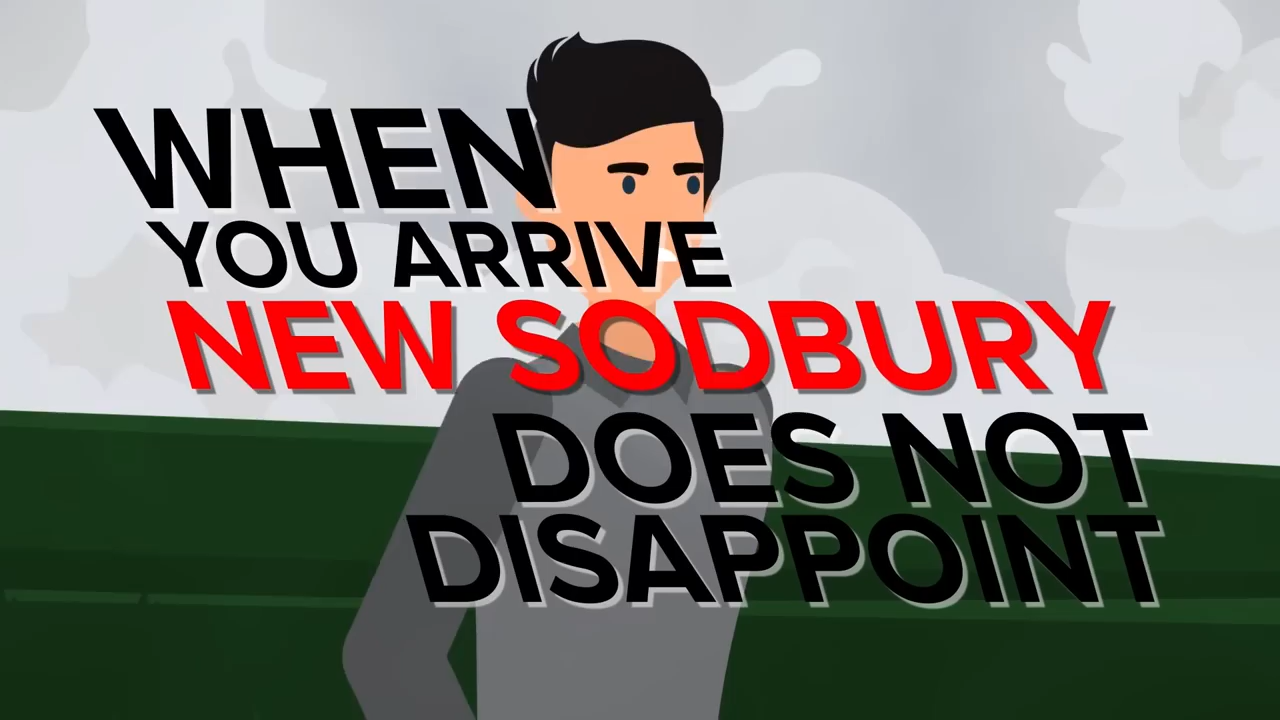 WHEN
YOU ARRIVE
NEW SODBURY
DOES NOT
DISAPPOINT